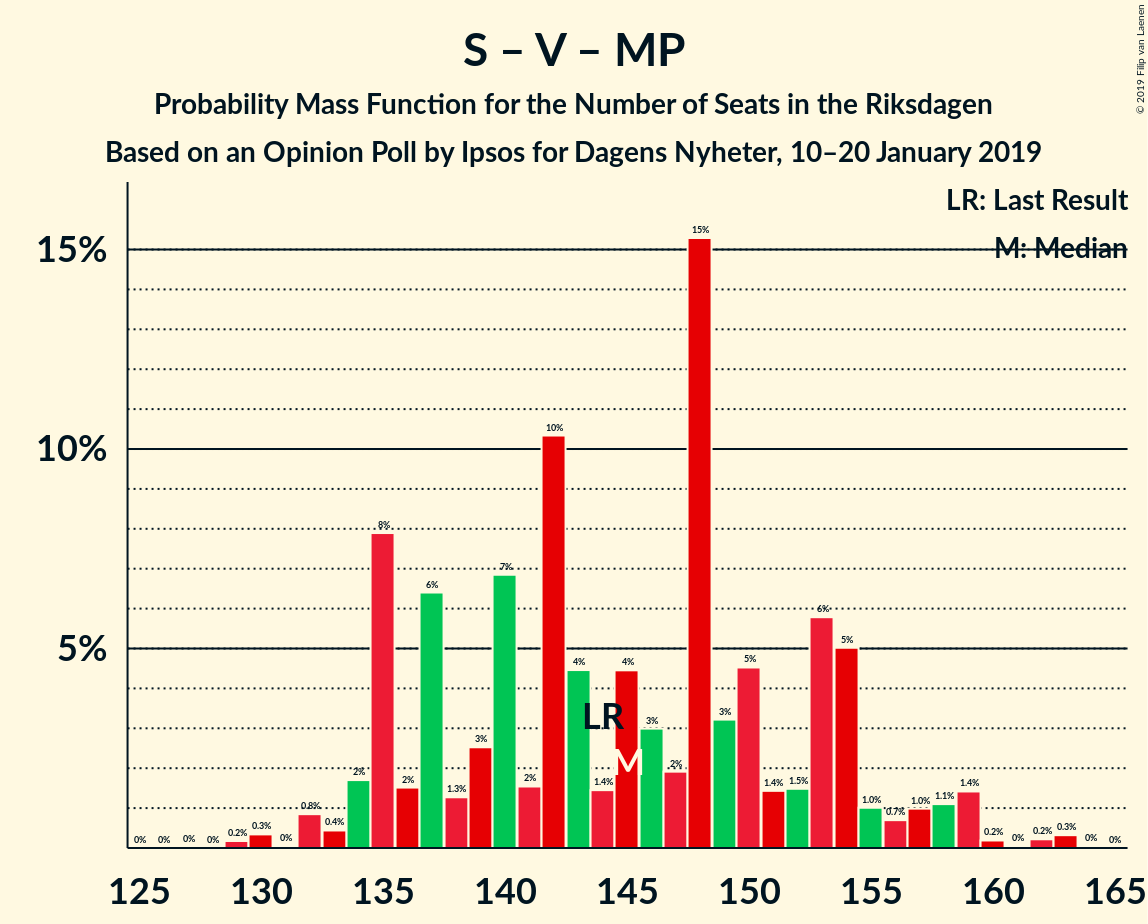 S – V – MP
Probability Mass Function for the Number of Seats in the Riksdagen
Based on an Opinion Poll by Ipsos for Dagens Nyheter, 10–20 January 2019
© 2019 Filip van Laenen
LR: Last Result
M: Median
15%
10%
5%
0% 0% 0% 0% 0.2% 0.3% 0% 0.8% 0.4% 2% 8% 2% 6% 1.3% 3% 7% 2% 10% 4% 1.4% 4% 3% 2% 15% 3% 5% 1.4% 1.5% 6% 5% 1.0% 0.7% 1.0% 1.1% 1.4% 0.2% 0% 0.2% 0.3% 0% 0%
LR
M
125 130 135 140 145 150 155 160 165